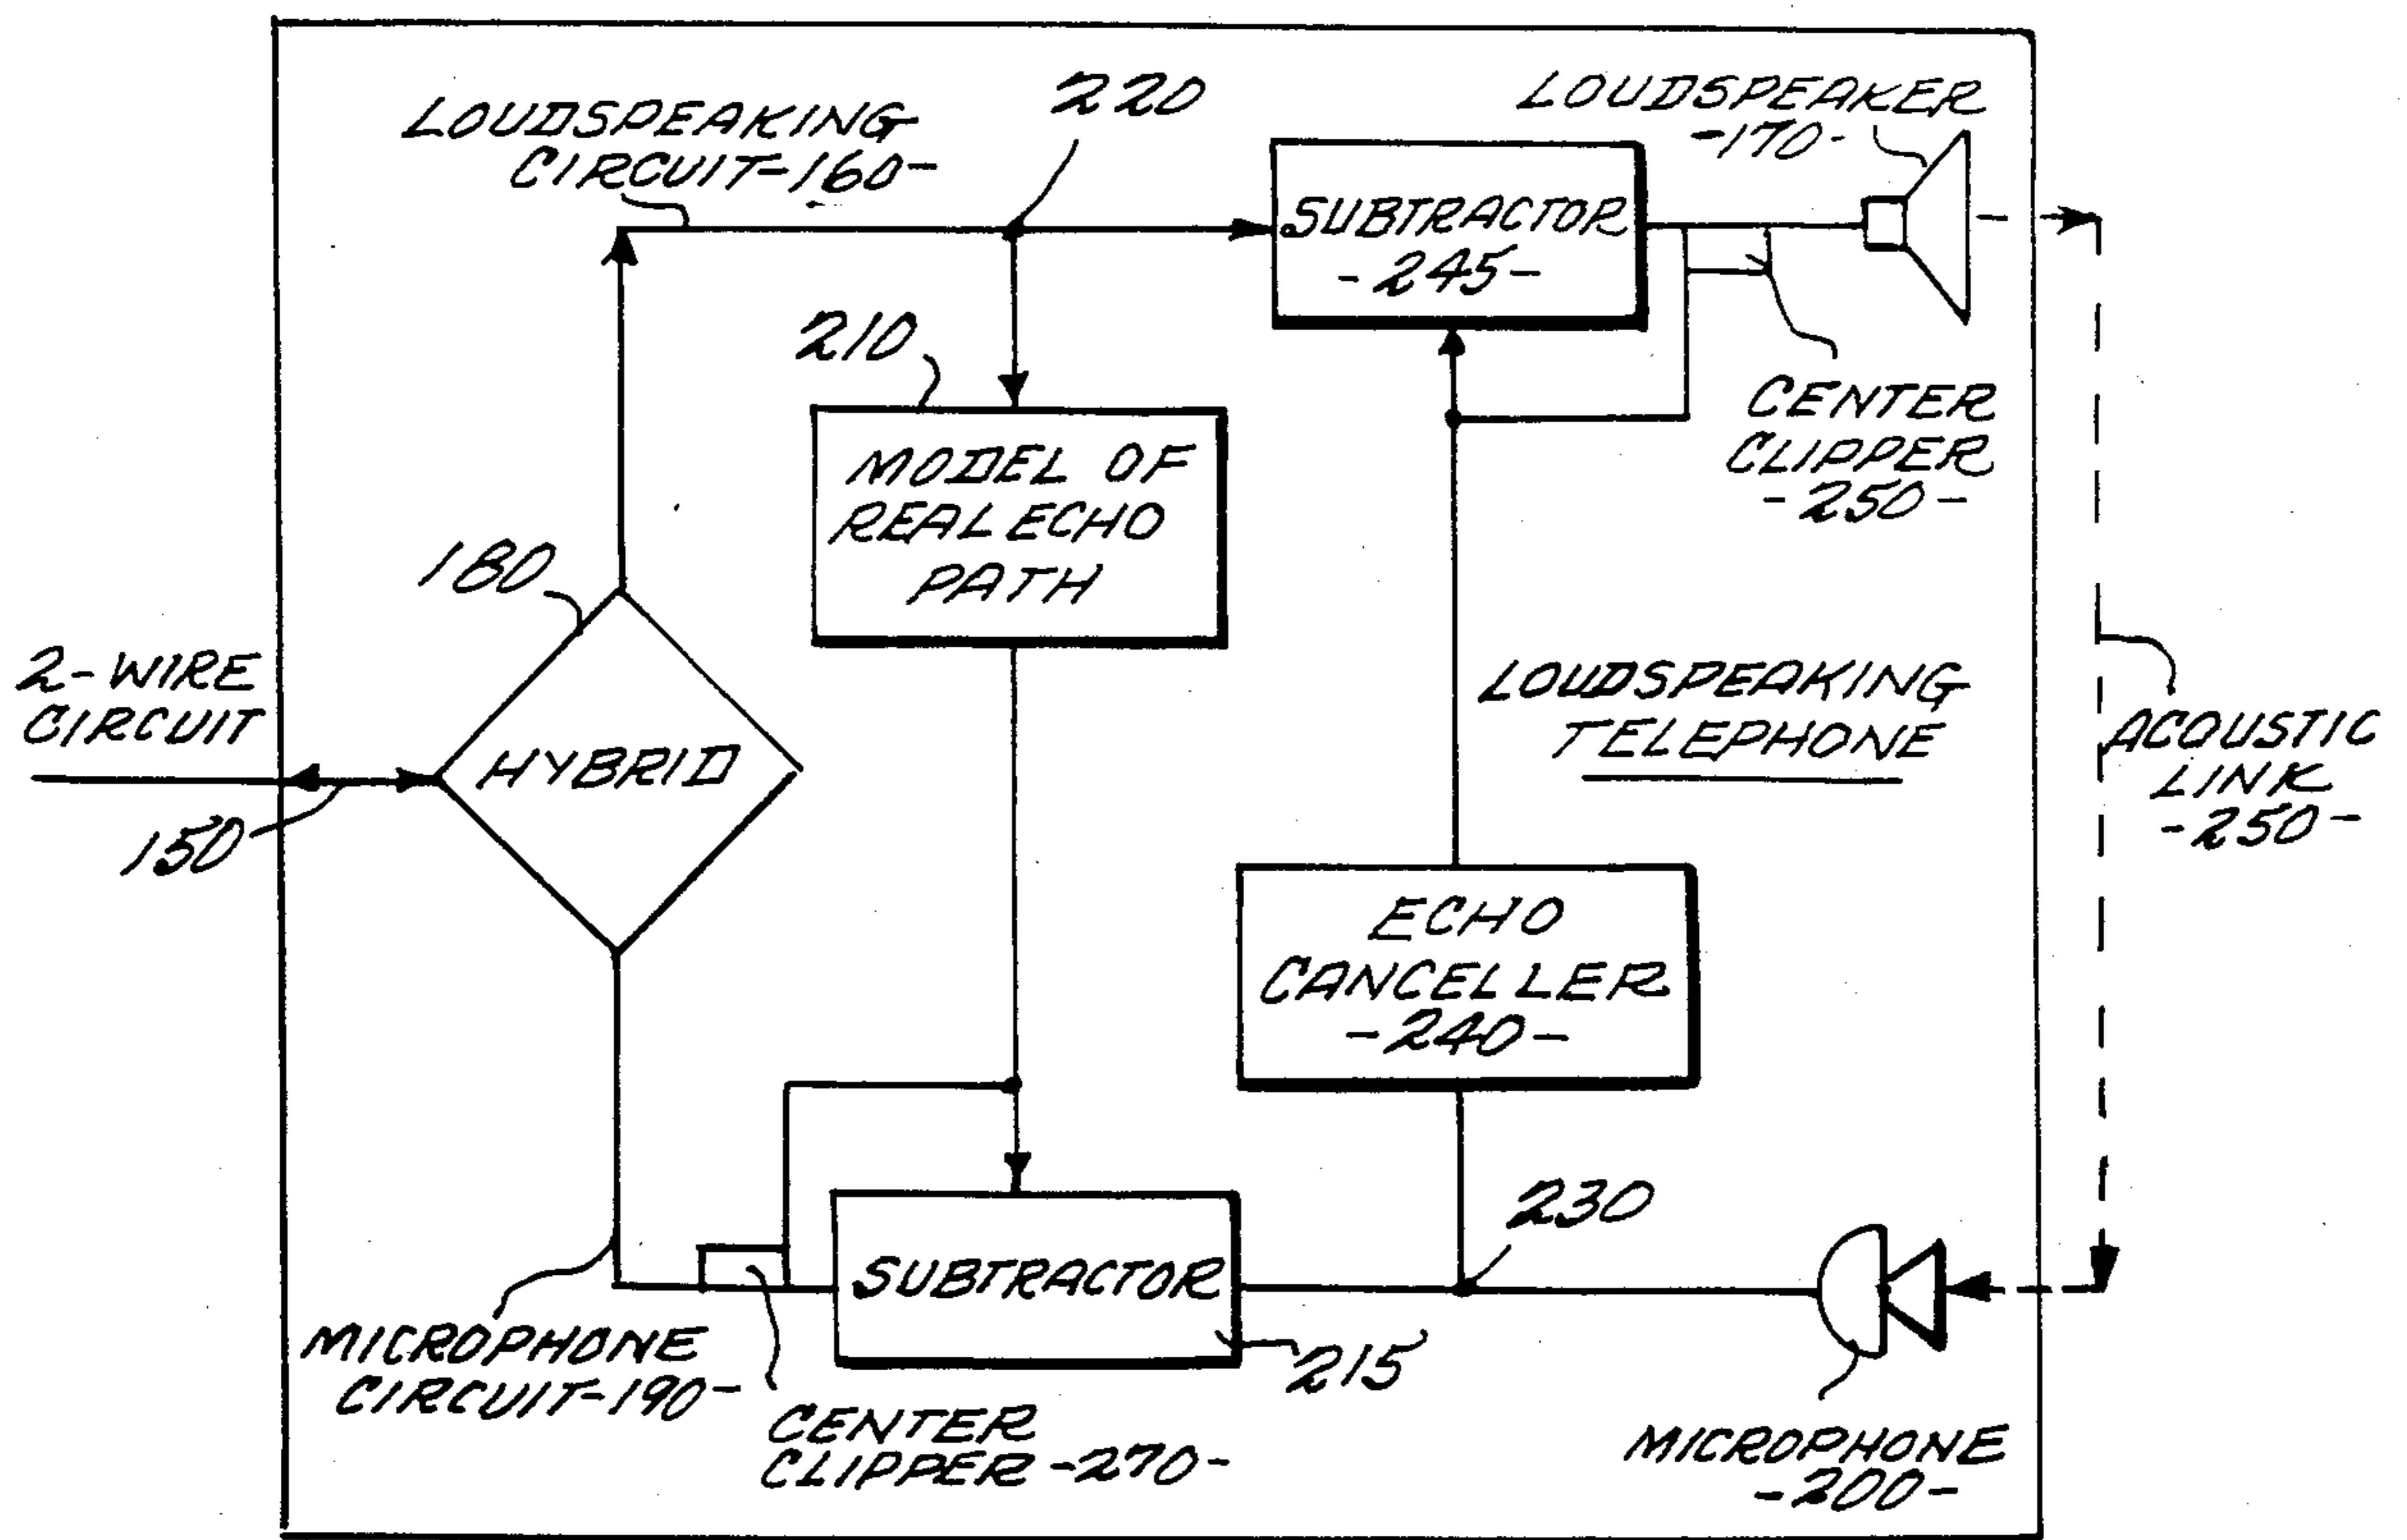 LOUDSPEAKING
CIRCUIT-160-
220
LOUDSPEAKER
-170-
SUBTRACTOR
-245-
210
CENTER
CLIPPER
-250-
MODEL OF
REAL ECHO
PATH
180
2-WIRE
CIRCUIT
HYBRID
150
LOUDSPEAKING
TELEPHONE
ACOUSTIC
LINK
-250-
ECHO
CANCELLER
-240-
230
SUBTRACTOR
215
MICROPHONE
CIRCUIT-190-
CENTER
CLIPPER-270-
MICROPHONE
-200-